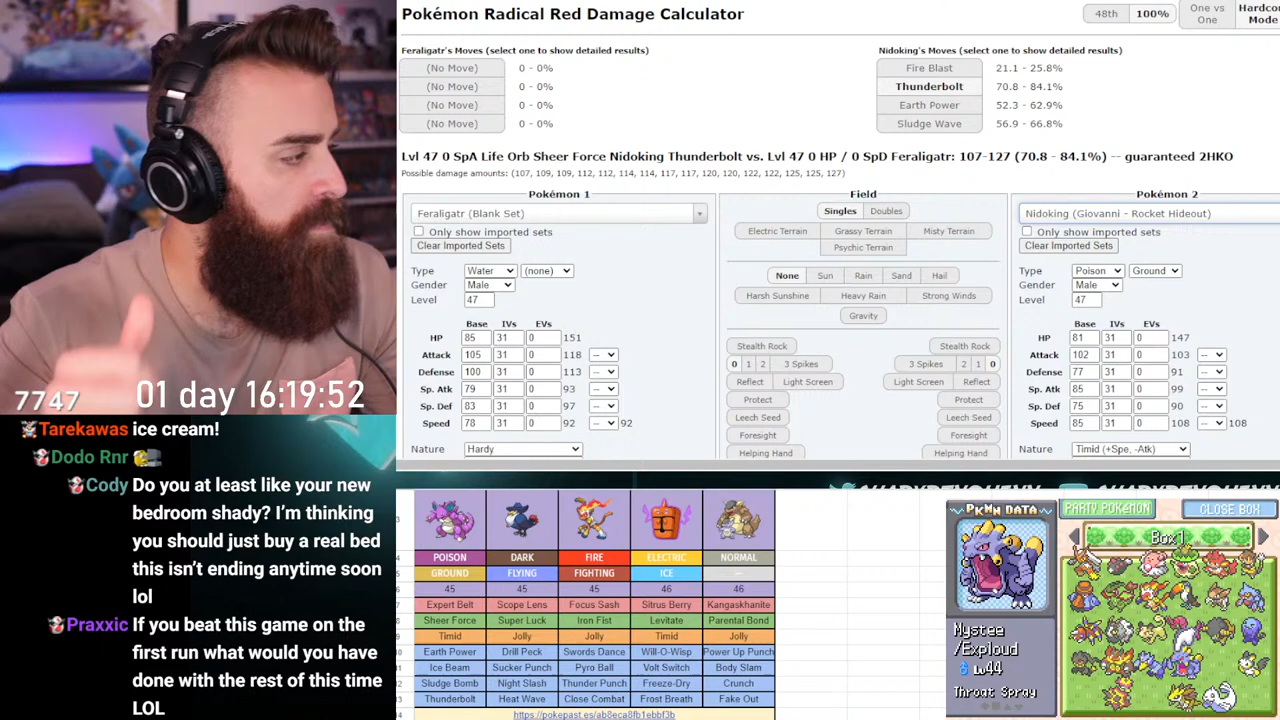 Pokémon Radical Red Damage Calculator
48th 100%
One vs One
Hardcore Mode
Feraligatr's Moves (select one to show detailed results)
(No Move) 0 - 0%
(No Move) 0 - 0%
(No Move) 0 - 0%
(No Move) 0 - 0%
Nidoking's Moves (select one to show detailed results)
Fire Blast 21.1 - 25.8%
Thunderbolt 70.8 - 84.1%
Earth Power 52.3 - 62.9%
Sludge Wave 56.9 - 66.8%
Lvl 47 0 SpA Life Orb Sheer Force Nidoking Thunderbolt vs. Lvl 47 0 HP / 0 SpD Feraligatr: 107-127 (70.8 - 84.1%) -- guaranteed 2HKO
Possible damage amounts: (107, 109, 109, 112, 112, 114, 114, 117, 117, 120, 120, 122, 122, 125, 125, 127)
Pokémon 1
Feraligatr (Blank Set)
Only show imported sets
Clear Imported Sets
Type Water (none)
Gender Male
Level 47
Base IVs EVs
HP 85 31 0 151
Attack 105 31 0 118 --
Defense 100 31 0 113 --
Sp. Atk 79 31 0 93 --
Sp. Def 83 31 0 97 --
Speed 78 31 0 92 -- 92
Nature Hardy
Field
Singles Doubles
Electric Terrain Grassy Terrain Misty Terrain
Psychic Terrain
None Sun Rain Sand Hail
Harsh Sunshine Heavy Rain Strong Winds
Gravity
Stealth Rock Stealth Rock
0 1 2 3 Spikes 3 Spikes 2 1 0
Reflect Light Screen Light Screen Reflect
Protect Protect
Leech Seed Leech Seed
Foresight Foresight
Helping Hand Helping Hand
Pokémon 2
Nidoking (Giovanni - Rocket Hideout)
Only show imported sets
Clear Imported Sets
Type Poison Ground
Gender Male
Level 47
Base IVs EVs
HP 81 31 0 147
Attack 102 31 0 103 --
Defense 77 31 0 91 --
Sp. Atk 85 31 0 99 --
Sp. Def 75 31 0 90 --
Speed 85 31 0 108 -- 108
Nature Timid (+Spe, -Atk)
7747 01 day 16:19:52
Tarekawas ice cream!
Dodo Rnr
Cody Do you at least like your new
bedroom shady? I'm thinking
you should just buy a real bed
this isn't ending anytime soon
lol
Praxxic If you beat this game on the
first run what would you have
done with the rest of this time
LOL
POISON DARK FIRE ELECTRIC NORMAL
GROUND FLYING FIGHTING ICE --
45 45 45 46 46
Expert Belt Scope Lens Focus Sash Sitrus Berry Kangaskhanite
Sheer Force Super Luck Iron Fist Levitate Parental Bond
Timid Jolly Jolly Timid Jolly
Earth Power Drill Peck Swords Dance Will-O-Wisp Power Up Punch
Ice Beam Sucker Punch Pyro Ball Volt Switch Body Slam
Sludge Bomb Night Slash Thunder Punch Freeze-Dry Crunch
Thunderbolt Heat Wave Close Combat Frost Breath Fake Out
https://pokepast.es/ab8eca8fb1ebbf3b
PKMN DATA
PARTY POKéMON
CLOSE BOX
Box1
Mystee
/Exploud
Lv44
Throat Spray